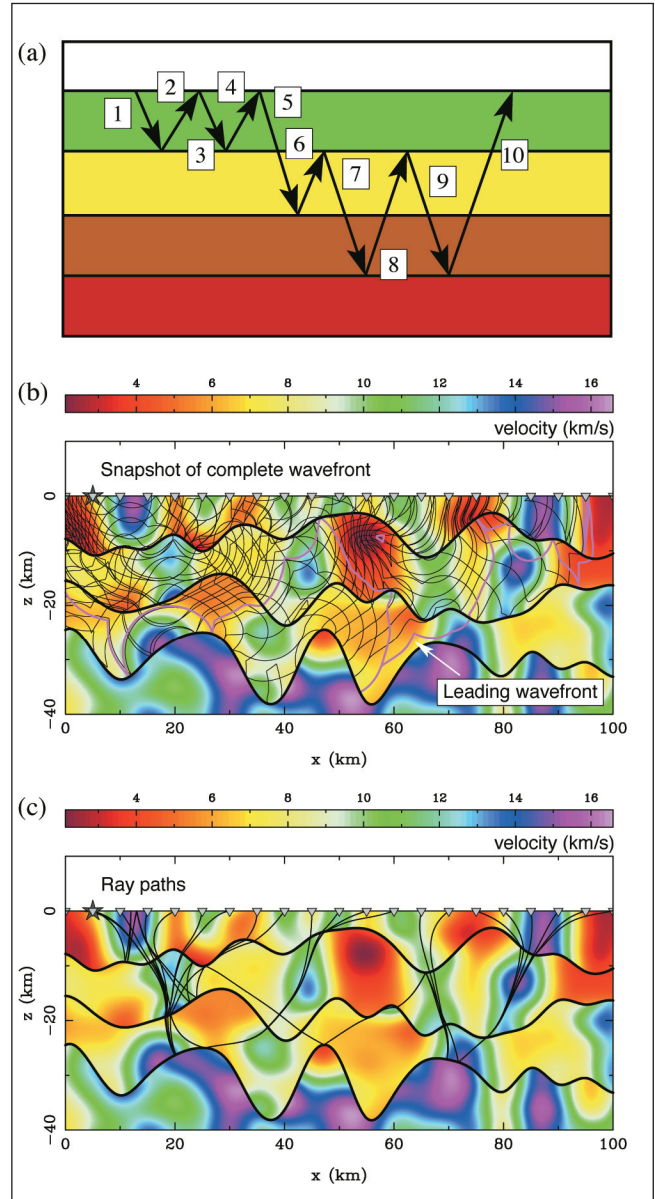 (a)
2 4
1 5
3 6 7 9 10
8
(b)
4 6 8 10 12 14 16
velocity (km/s)
Snapshot of complete wavefront
0
−20
−40
z (km)
Leading wavefront
0 20 40 60 80 100
x (km)
(c)
4 6 8 10 12 14 16
velocity (km/s)
Ray paths
0
−20
−40
z (km)
0 20 40 60 80 100
x (km)